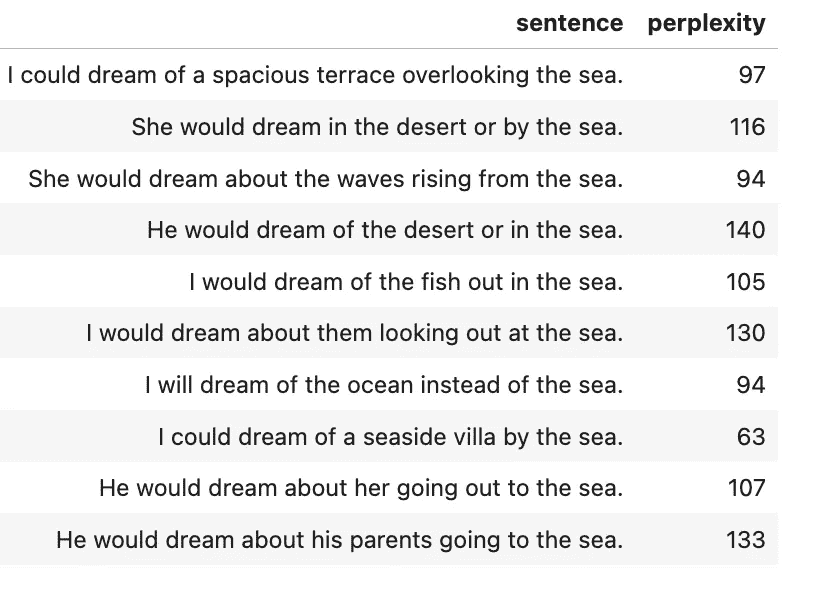 sentence perplexity
I could dream of a spacious terrace overlooking the sea. 97
She would dream in the desert or by the sea. 116
She would dream about the waves rising from the sea. 94
He would dream of the desert or in the sea. 140
I would dream of the fish out in the sea. 105
I would dream about them looking out at the sea. 130
I will dream of the ocean instead of the sea. 94
I could dream of a seaside villa by the sea. 63
He would dream about her going out to the sea. 107
He would dream about his parents going to the sea. 133